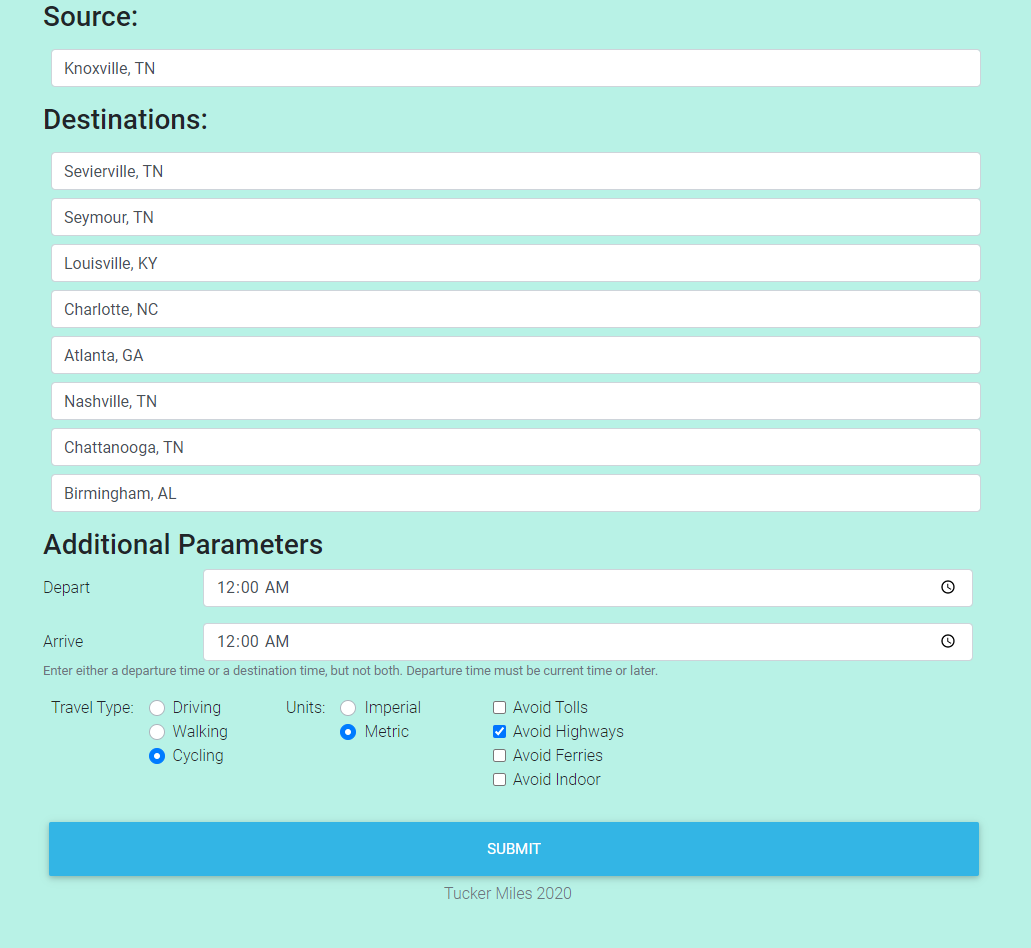 Source:
Knoxville, TN
Destinations:
Sevierville, TN
Seymour, TN
Louisville, KY
Charlotte, NC
Atlanta, GA
Nashville, TN
Chattanooga, TN
Birmingham, AL
Additional Parameters
Depart 12:00 AM
Arrive 12:00 AM
Enter either a departure time or a destination time, but not both. Departure time must be current time or later.
Travel Type: Driving Units: Imperial Avoid Tolls
Walking Metric Avoid Highways
Cycling Avoid Ferries
Avoid Indoor
SUBMIT
Tucker Miles 2020